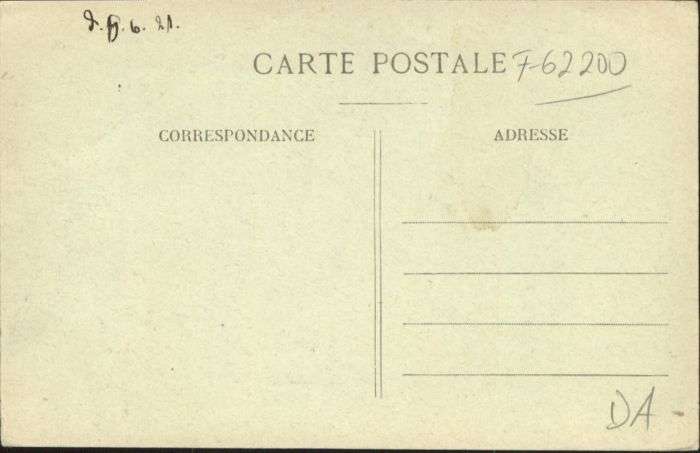 CARTE POSTALE F-62200
CORRESPONDANCE
ADRESSE
DA